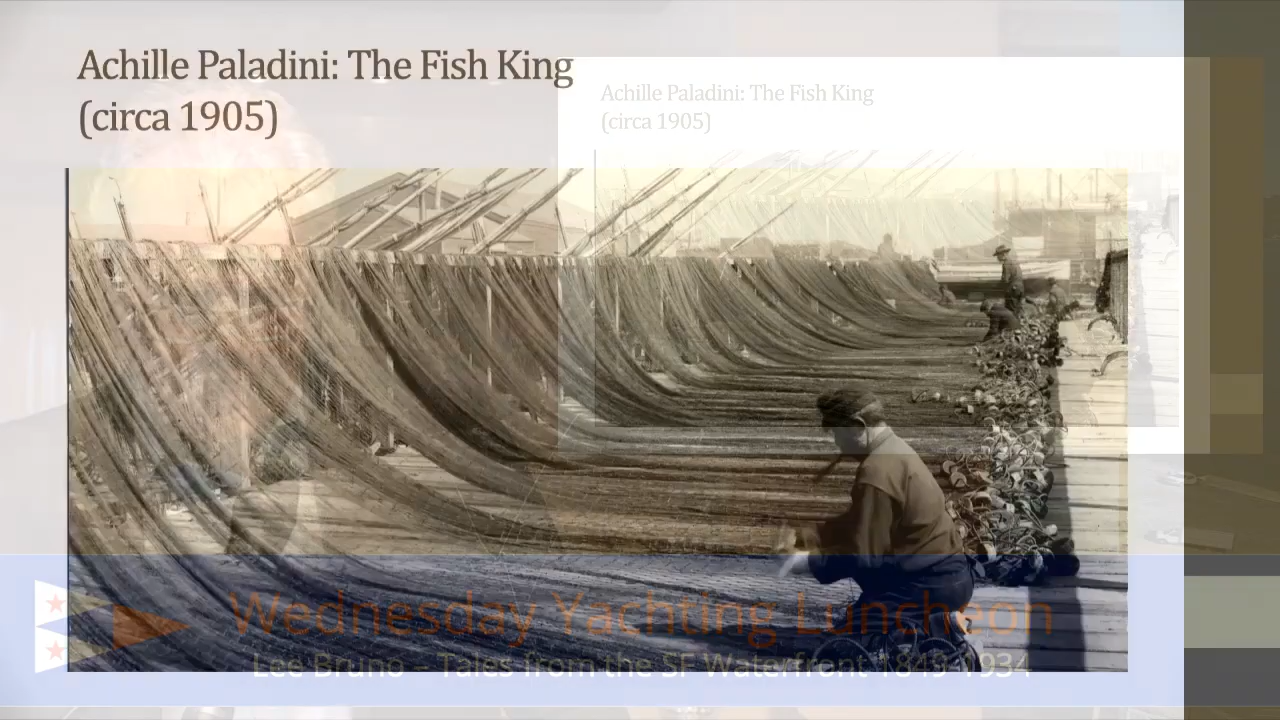 Achille Paladini: The Fish King
(circa 1905)
Achille Paladini: The Fish King
(circa 1905)
Wednesday Yachting Luncheon
Lee Bruno – Tales from the SF Waterfront 1849-1934